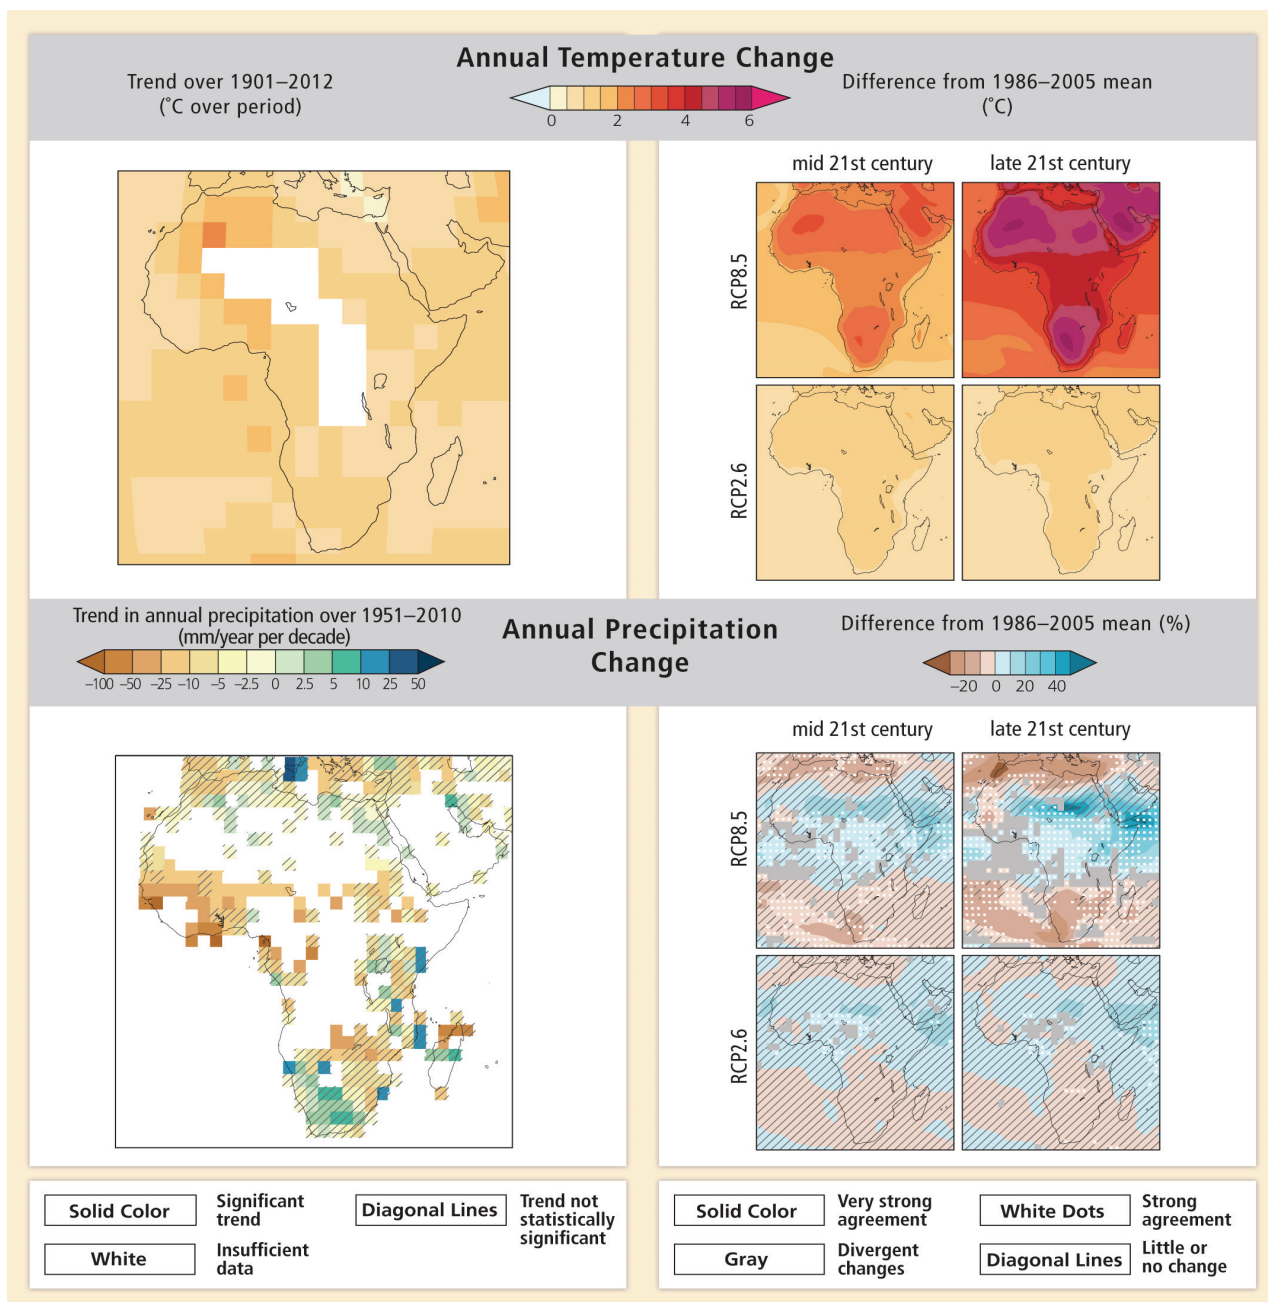 Annual Temperature Change
Trend over 1901–2012
(˚C over period)
0 2 4 6
Difference from 1986–2005 mean
(˚C)
mid 21st century
late 21st century
RCP8.5
RCP2.6
Trend in annual precipitation over 1951–2010
(mm/year per decade)
–100 –50 –25 –10 –5 –2.5 0 2.5 5 10 25 50
Annual Precipitation
Change
Difference from 1986–2005 mean (%)
–20 0 20 40
mid 21st century
late 21st century
RCP8.5
RCP2.6
Solid Color
Significant
trend
Diagonal Lines
Trend not
statistically
significant
White
Insufficient
data
Solid Color
Very strong
agreement
White Dots
Strong
agreement
Gray
Divergent
changes
Diagonal Lines
Little or
no change